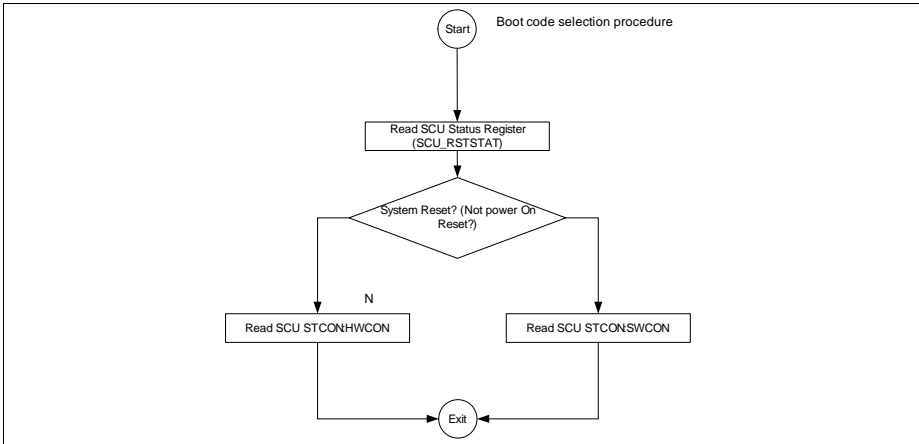 Start
Boot code selection procedure
Read SCU Status Register
(SCU_RSTSTAT)
System Reset? (Not power On
Reset?)
N
Read SCU STCON:HWCON
Read SCU STCON:SWCON
Exit